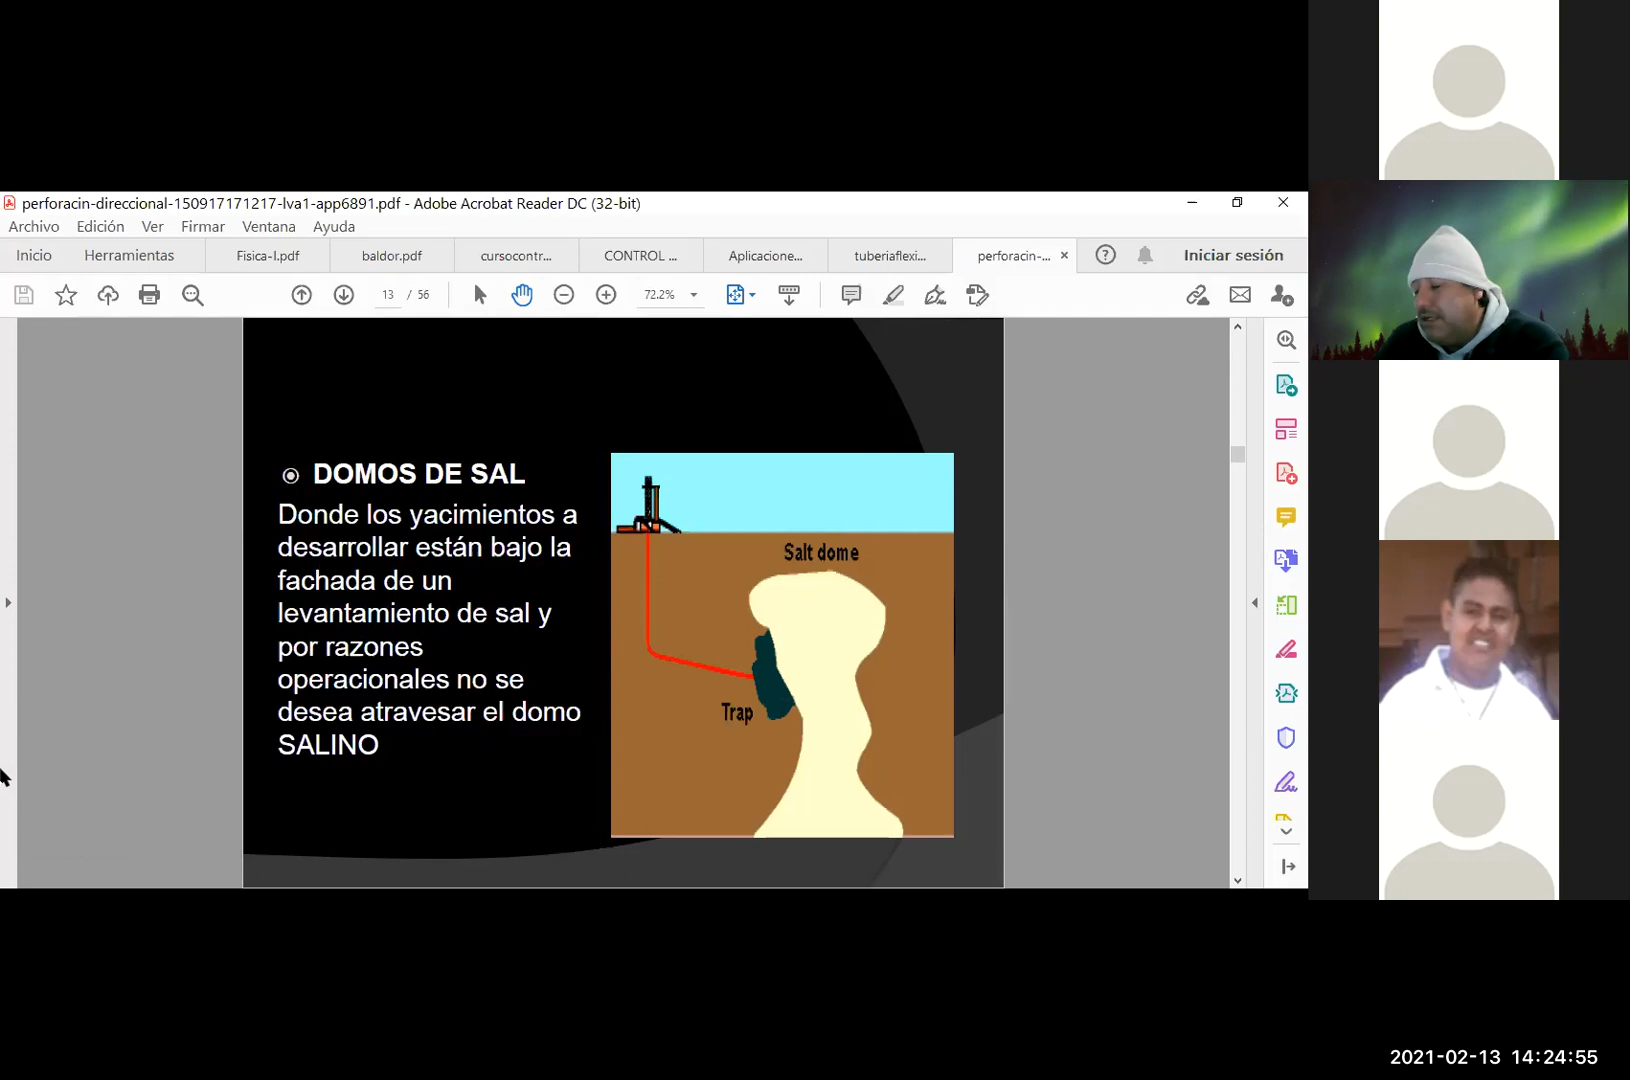 perforacin-direccional-150917171217-lva1-app6891.pdf - Adobe Acrobat Reader DC (32-bit)
Archivo Edición Ver Firmar Ventana Ayuda
Inicio Herramientas Fisica-I.pdf baldor.pdf cursocontr... CONTROL ... Aplicacione... tuberiaflexi... perforacin-... Iniciar sesión
13 / 56 72.2%
DOMOS DE SAL
Donde los yacimientos a
desarrollar están bajo la
fachada de un
levantamiento de sal y
por razones
operacionales no se
desea atravesar el domo
SALINO
Salt dome
Trap
2021-02-13 14:24:55